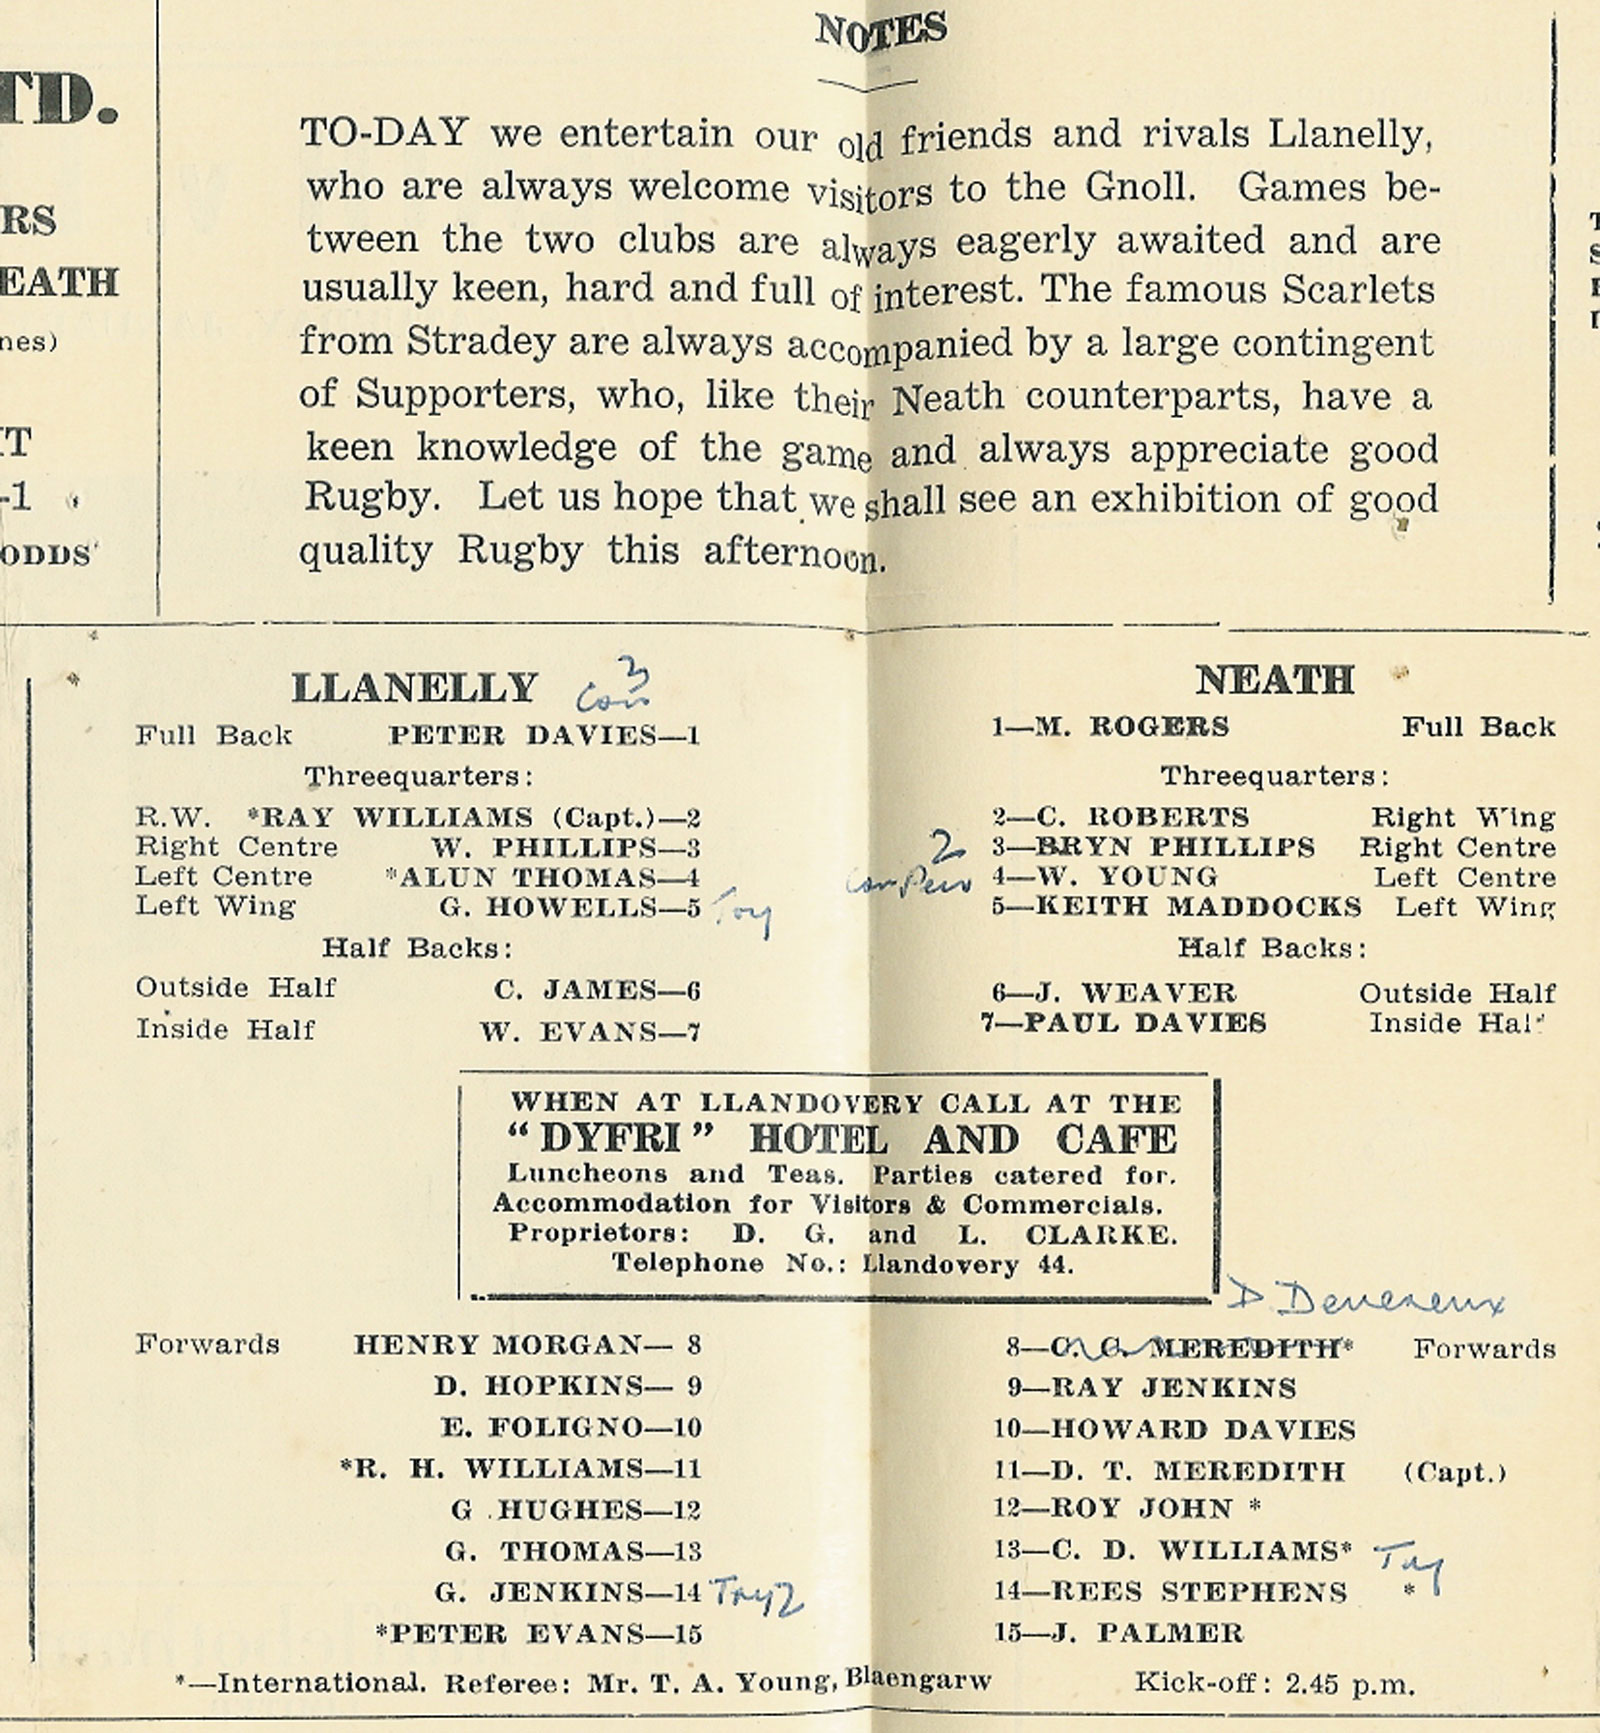 NOTES
TO-DAY we entertain our old friends and rivals Llanelly,
who are always welcome visitors to the Gnoll. Games be-
tween the two clubs are always eagerly awaited and are
usually keen, hard and full of interest. The famous Scarlets
from Stradey are always accompanied by a large contingent
of Supporters, who, like their Neath counterparts, have a
keen knowledge of the game and always appreciate good
Rugby. Let us hope that we shall see an exhibition of good
quality Rugby this afternoon.
TD.
RS
EATH
nes)
IT
-1
ODDS'
LLANELLY
3
Con
Full Back PETER DAVIES—1
Threequarters:
R.W. *RAY WILLIAMS (Capt.)—2
Right Centre W. PHILLIPS—3
Left Centre *ALUN THOMAS—4
Left Wing G. HOWELLS—5 Try
Half Backs:
Outside Half C. JAMES—6
Inside Half W. EVANS—7
NEATH
1—M. ROGERS Full Back
Threequarters:
2—C. ROBERTS Right Wing
2
3—BRYN PHILLIPS Right Centre
4—W. YOUNG Left Centre
5—KEITH MADDOCKS Left Wing
Half Backs:
6—J. WEAVER Outside Half
7—PAUL DAVIES Inside Half
WHEN AT LLANDOVERY CALL AT THE
“DYFRI” HOTEL AND CAFE
Luncheons and Teas. Parties catered for.
Accommodation for Visitors & Commercials.
Proprietors: D. G. and L. CLARKE.
Telephone No.: Llandovery 44.
Forwards HENRY MORGAN— 8
D. HOPKINS— 9
E. FOLIGNO—10
*R. H. WILLIAMS—11
G . HUGHES—12
G. THOMAS—13
G. JENKINS—14 Try 2
*PETER EVANS—15
D Devereux
8—C. C. MEREDITH* Forwards
9—RAY JENKINS
10—HOWARD DAVIES
11—D. T. MEREDITH (Capt.)
12—ROY JOHN *
13—C. D. WILLIAMS* Try
14—REES STEPHENS *
15—J. PALMER
*—International. Referee: Mr. T. A. Young, Blaengarw Kick-off: 2.45 p.m.